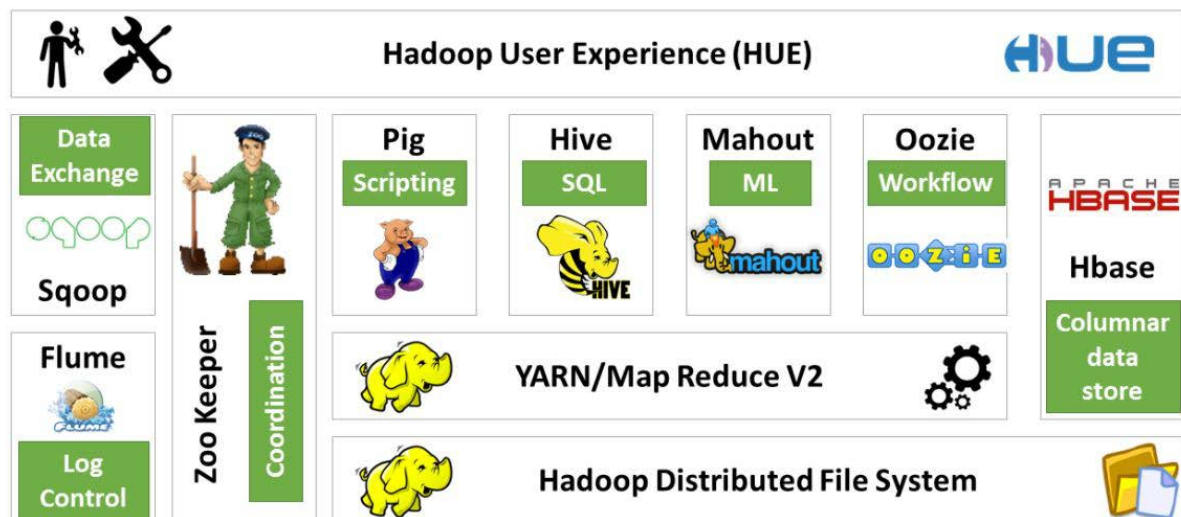 Hadoop User Experience (HUE)
HUE
Data
Exchange
sqoop
Sqoop
Flume
FLUME
Log
Control
ZOO
Zoo Keeper
Coordination
Pig
Scripting
Hive
SQL
HIVE
Mahout
ML
mahout
Oozie
Workflow
OOZiE
APACHE
HBASE
Hbase
Columnar
data
store
YARN/Map Reduce V2
Hadoop Distributed File System